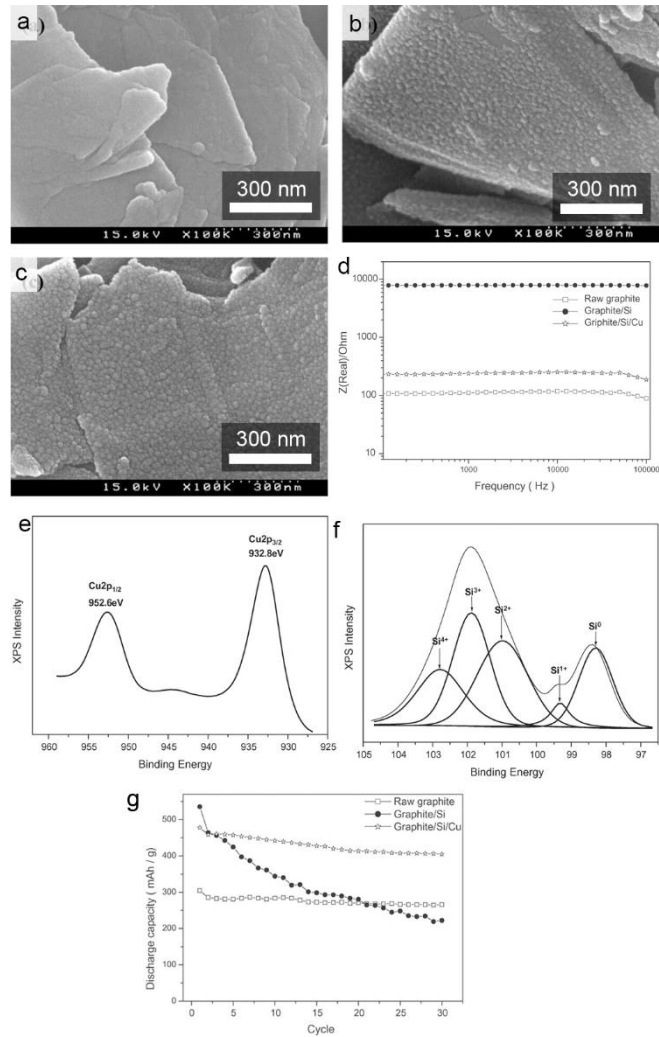 a
300 nm
15.0kV X100K 300nm
b
300 nm
15.0kV X100K 300nm
c
300 nm
15.0kV X100K 300nm
d
10000
1000
100
10
Z(Real)/Ohm
Raw graphite
Graphite/Si
Griphite/Si/Cu
1000
10000
100000
Frequency ( Hz )
e
Cu2p1/2
952.6eV
Cu2p3/2
932.8eV
XPS Intensity
960 955 950 945 940 935 930 925
Binding Energy
f
Si4+
Si3+
Si2+
Si1+
Si0
XPS Intensity
105 104 103 102 101 100 99 98 97
Binding Energy
g
Raw graphite
Graphite/Si
Graphite/Si/Cu
500
400
300
200
100
0
Discharge capacity ( mAh / g )
0 5 10 15 20 25 30
Cycle